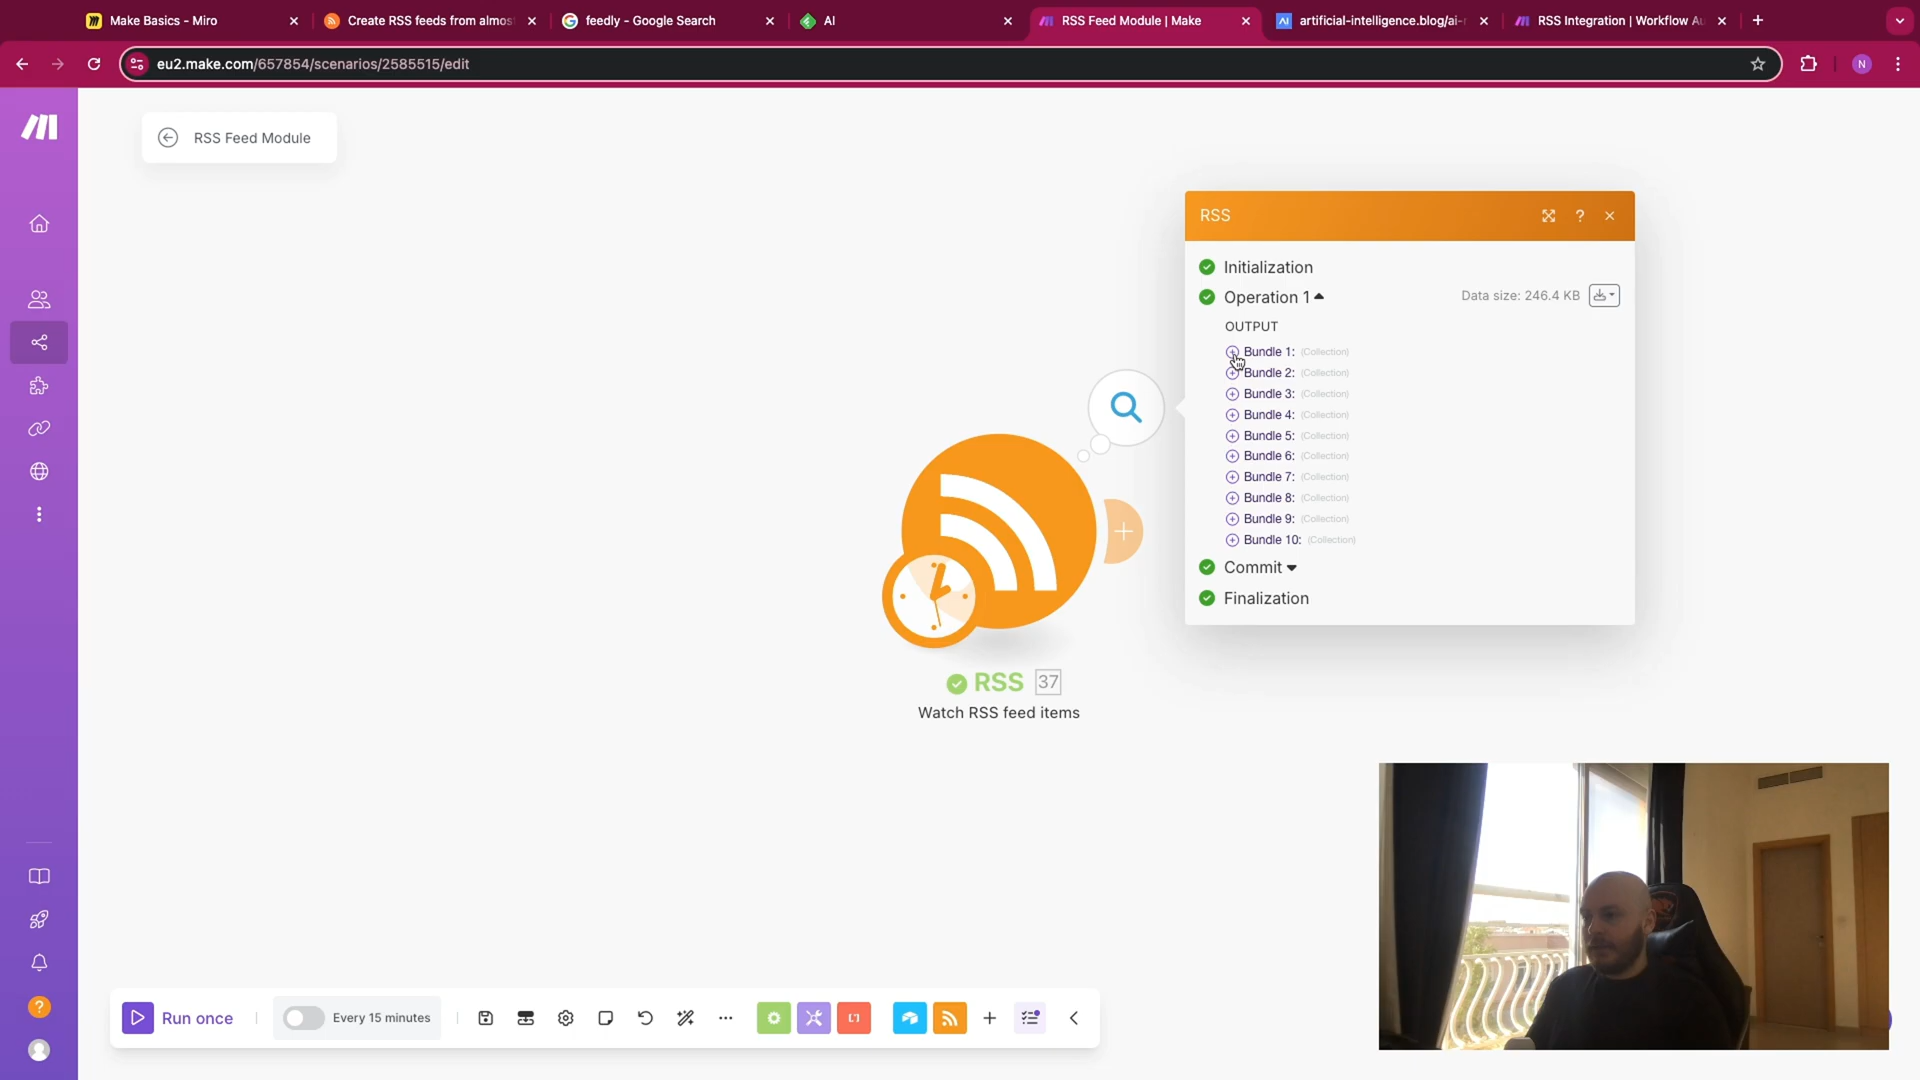 Make Basics - Miro
Create RSS feeds from almos
feedly - Google Search
AI
RSS Feed Module | Make
artificial-intelligence.blog/ai-
RSS Integration | Workflow Au
eu2.make.com/657854/scenarios/2585515/edit
N
RSS Feed Module
RSS
?
Initialization
Operation 1
Data size: 246.4 KB
OUTPUT
Bundle 1: (Collection)
Bundle 2: (Collection)
Bundle 3: (Collection)
Bundle 4: (Collection)
Bundle 5: (Collection)
Bundle 6: (Collection)
Bundle 7: (Collection)
Bundle 8: (Collection)
Bundle 9: (Collection)
Bundle 10: (Collection)
Commit
Finalization
RSS 37
Watch RSS feed items
?
Run once
Every 15 minutes